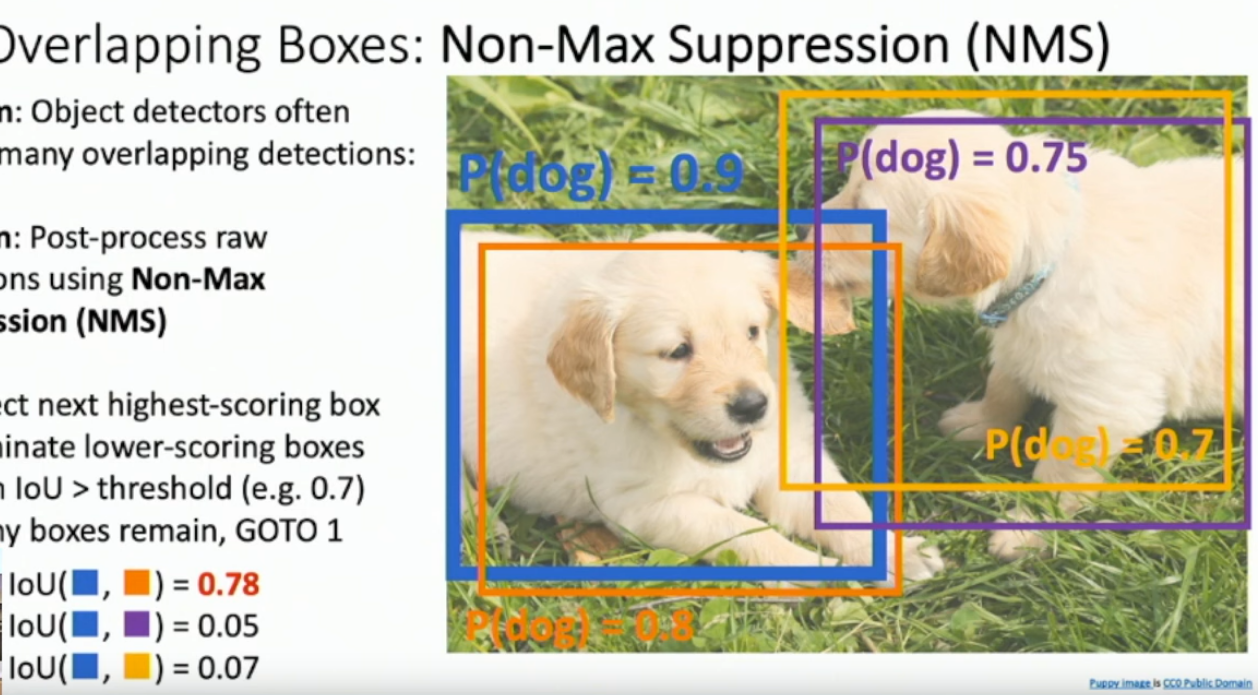 Overlapping Boxes: Non-Max Suppression (NMS)
n: Object detectors often
many overlapping detections:
n: Post-process raw
ons using Non-Max
ssion (NMS)
ect next highest-scoring box
inate lower-scoring boxes
IoU > threshold (e.g. 0.7)
y boxes remain, GOTO 1
IoU( , ) = 0.78
IoU( , ) = 0.05
IoU( , ) = 0.07
P(dog) = 0.9
P(dog) = 0.75
P(dog) = 0.7
P(dog) = 0.8
Puppy image is CC0 Public Domain